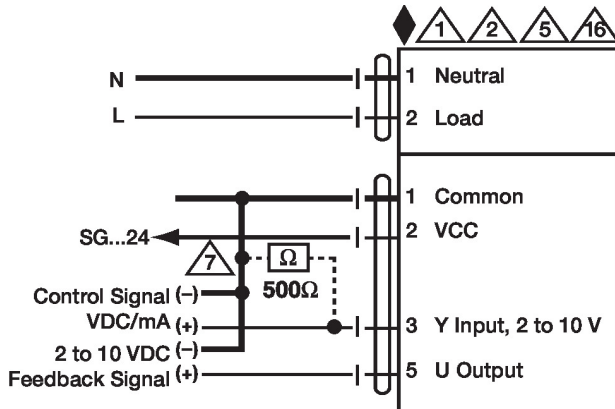 1 2 5 16
N 1 Neutral
L 2 Load
1 Common
SG...24 2 VCC
7 Ω
500Ω
Control Signal (-)
VDC/mA (+) 3 Y Input, 2 to 10 V
2 to 10 VDC (-)
Feedback Signal (+) 5 U Output